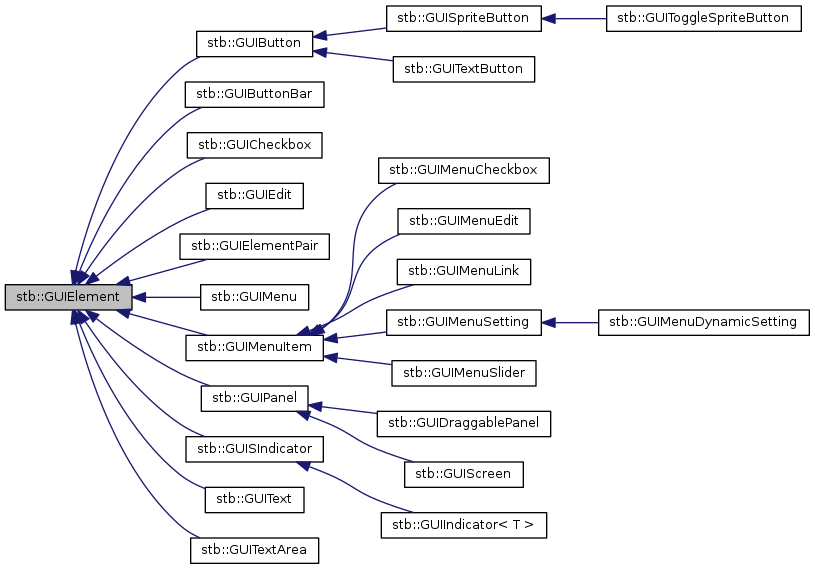 stb::GUISpriteButton
stb::GUIToggleSpriteButton
stb::GUIButton
stb::GUITextButton
stb::GUIButtonBar
stb::GUICheckbox
stb::GUIMenuCheckbox
stb::GUIEdit
stb::GUIMenuEdit
stb::GUIElementPair
stb::GUIMenuLink
stb::GUIElement
stb::GUIMenu
stb::GUIMenuSetting
stb::GUIMenuDynamicSetting
stb::GUIMenuItem
stb::GUIMenuSlider
stb::GUIPanel
stb::GUIDraggablePanel
stb::GUISIndicator
stb::GUIScreen
stb::GUIText
stb::GUIIndicator< T >
stb::GUITextArea